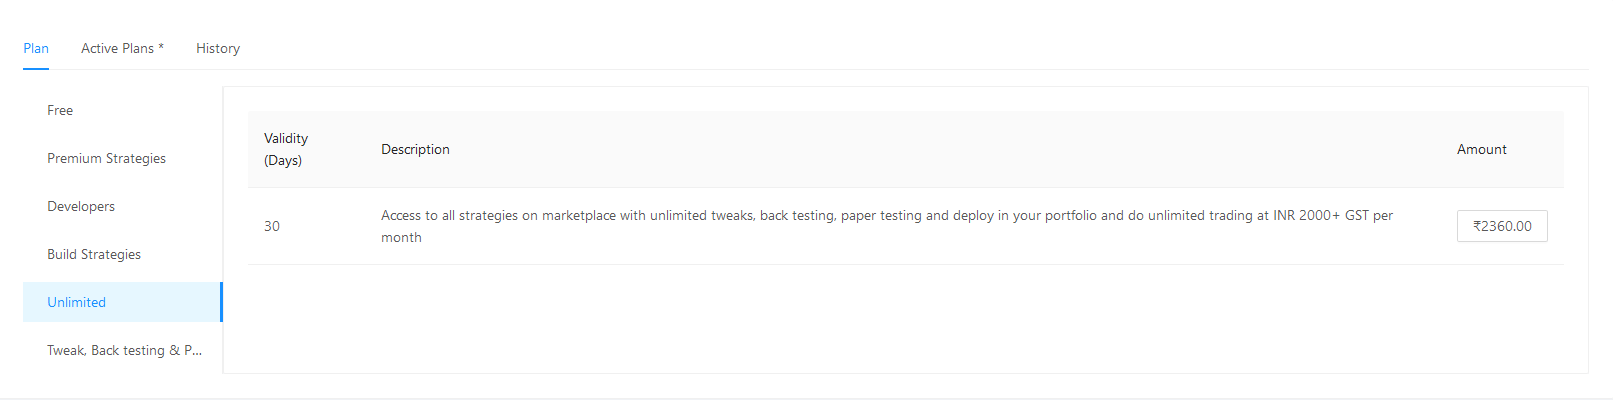 Plan Active Plans * History
Free
Premium Strategies
Developers
Build Strategies
Unlimited
Tweak, Back testing & P...
Validity
(Days)
Description
Amount
30
Access to all strategies on marketplace with unlimited tweaks, back testing, paper testing and deploy in your portfolio and do unlimited trading at INR 2000+ GST per
month
₹2360.00